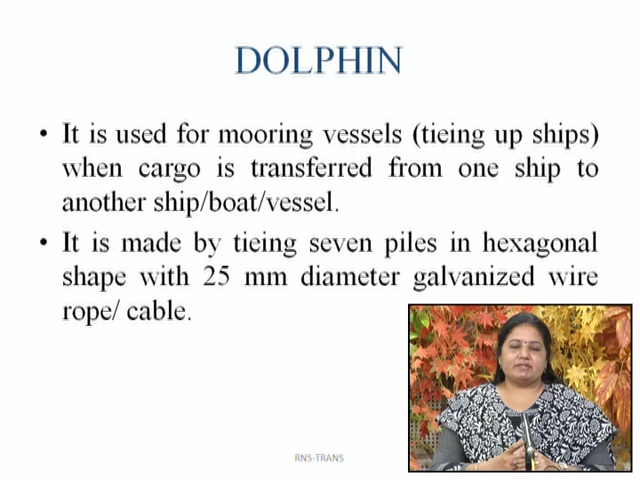 DOLPHIN
• It is used for mooring vessels (tieing up ships)
when cargo is transferred from one ship to
another ship/boat/vessel.
• It is made by tieing seven piles in hexagonal
shape with 25 mm diameter galvanized wire
rope/ cable.
RNS-TRANS